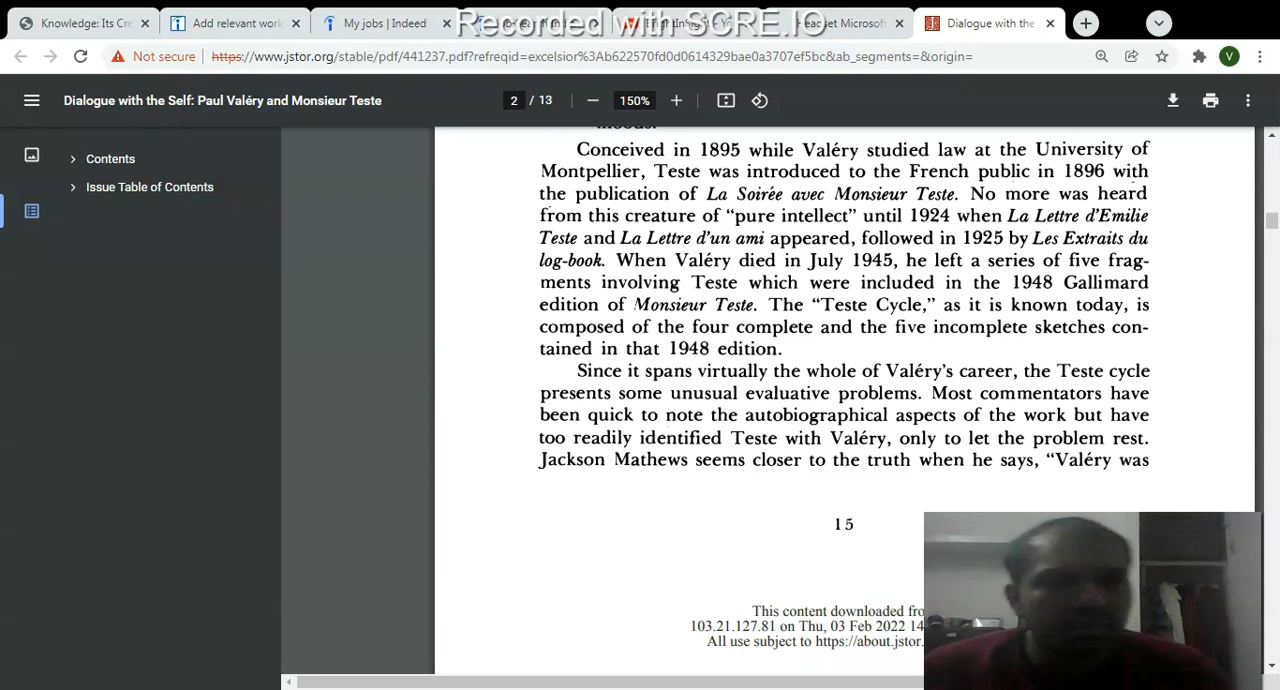 Knowledge: Its Cre
Add relevant work
My jobs | Indeed
Headset Microsof
Dialogue with the
Recorded with SCRE.IO
Not secure
https://www.jstor.org/stable/pdf/441237.pdf?refreqid=excelsior%3Ab622570fd0d0614329bae0a3707ef5bc&ab_segments=&origin=
V
Dialogue with the Self: Paul Valéry and Monsieur Teste
2 / 13
150%
Contents
Issue Table of Contents
moods.
Conceived in 1895 while Valéry studied law at the University of
Montpellier, Teste was introduced to the French public in 1896 with
the publication of La Soirée avec Monsieur Teste. No more was heard
from this creature of “pure intellect” until 1924 when La Lettre d'Emilie
Teste and La Lettre d'un ami appeared, followed in 1925 by Les Extraits du
log-book. When Valéry died in July 1945, he left a series of five frag-
ments involving Teste which were included in the 1948 Gallimard
edition of Monsieur Teste. The “Teste Cycle,” as it is known today, is
composed of the four complete and the five incomplete sketches con-
tained in that 1948 edition.
Since it spans virtually the whole of Valéry's career, the Teste cycle
presents some unusual evaluative problems. Most commentators have
been quick to note the autobiographical aspects of the work but have
too readily identified Teste with Valéry, only to let the problem rest.
Jackson Mathews seems closer to the truth when he says, “Valéry was
15
This content downloaded fro
103.21.127.81 on Thu, 03 Feb 2022 14
All use subject to https://about.jstor.